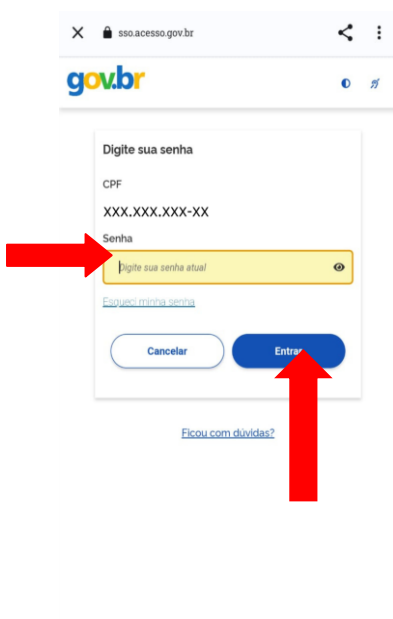 sso.acesso.gov.br
gov.br
Digite sua senha
CPF
XXX.XXX.XXX-XX
Senha
Digite sua senha atual
Esqueci minha senha
Cancelar Entrar
Ficou com dúvidas?